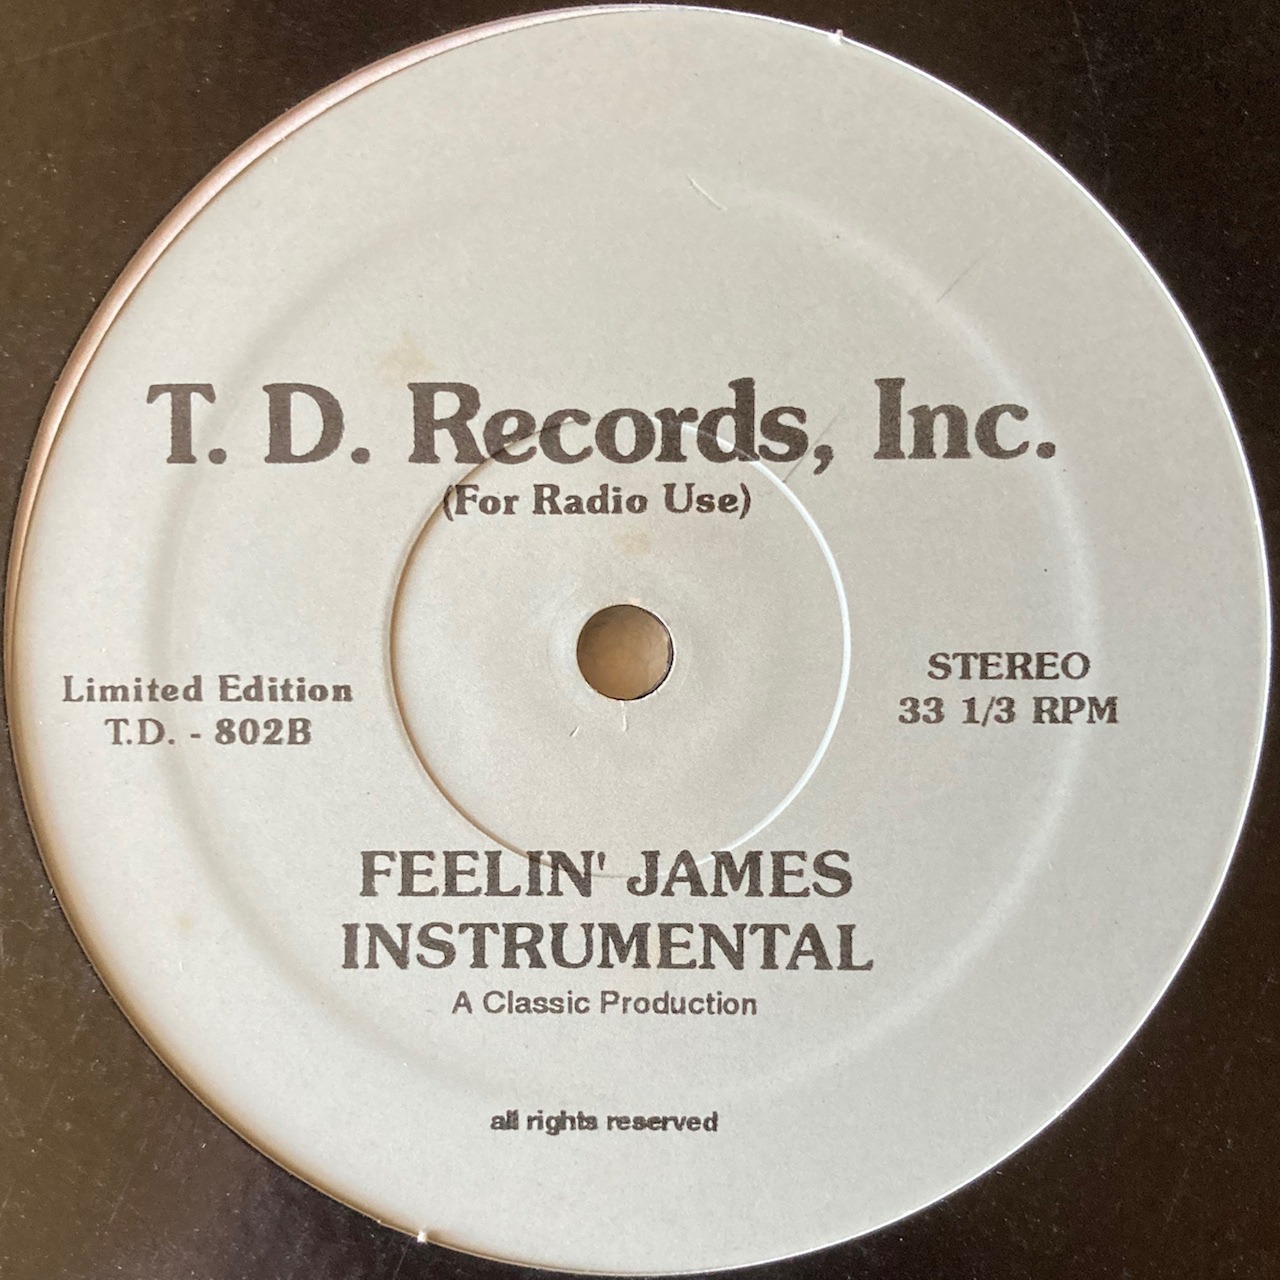 T. D. Records, Inc.
(For Radio Use)
Limited Edition
T.D. - 802B
STEREO
33 1/3 RPM
FEELIN' JAMES
INSTRUMENTAL
A Classic Production
all rights reserved